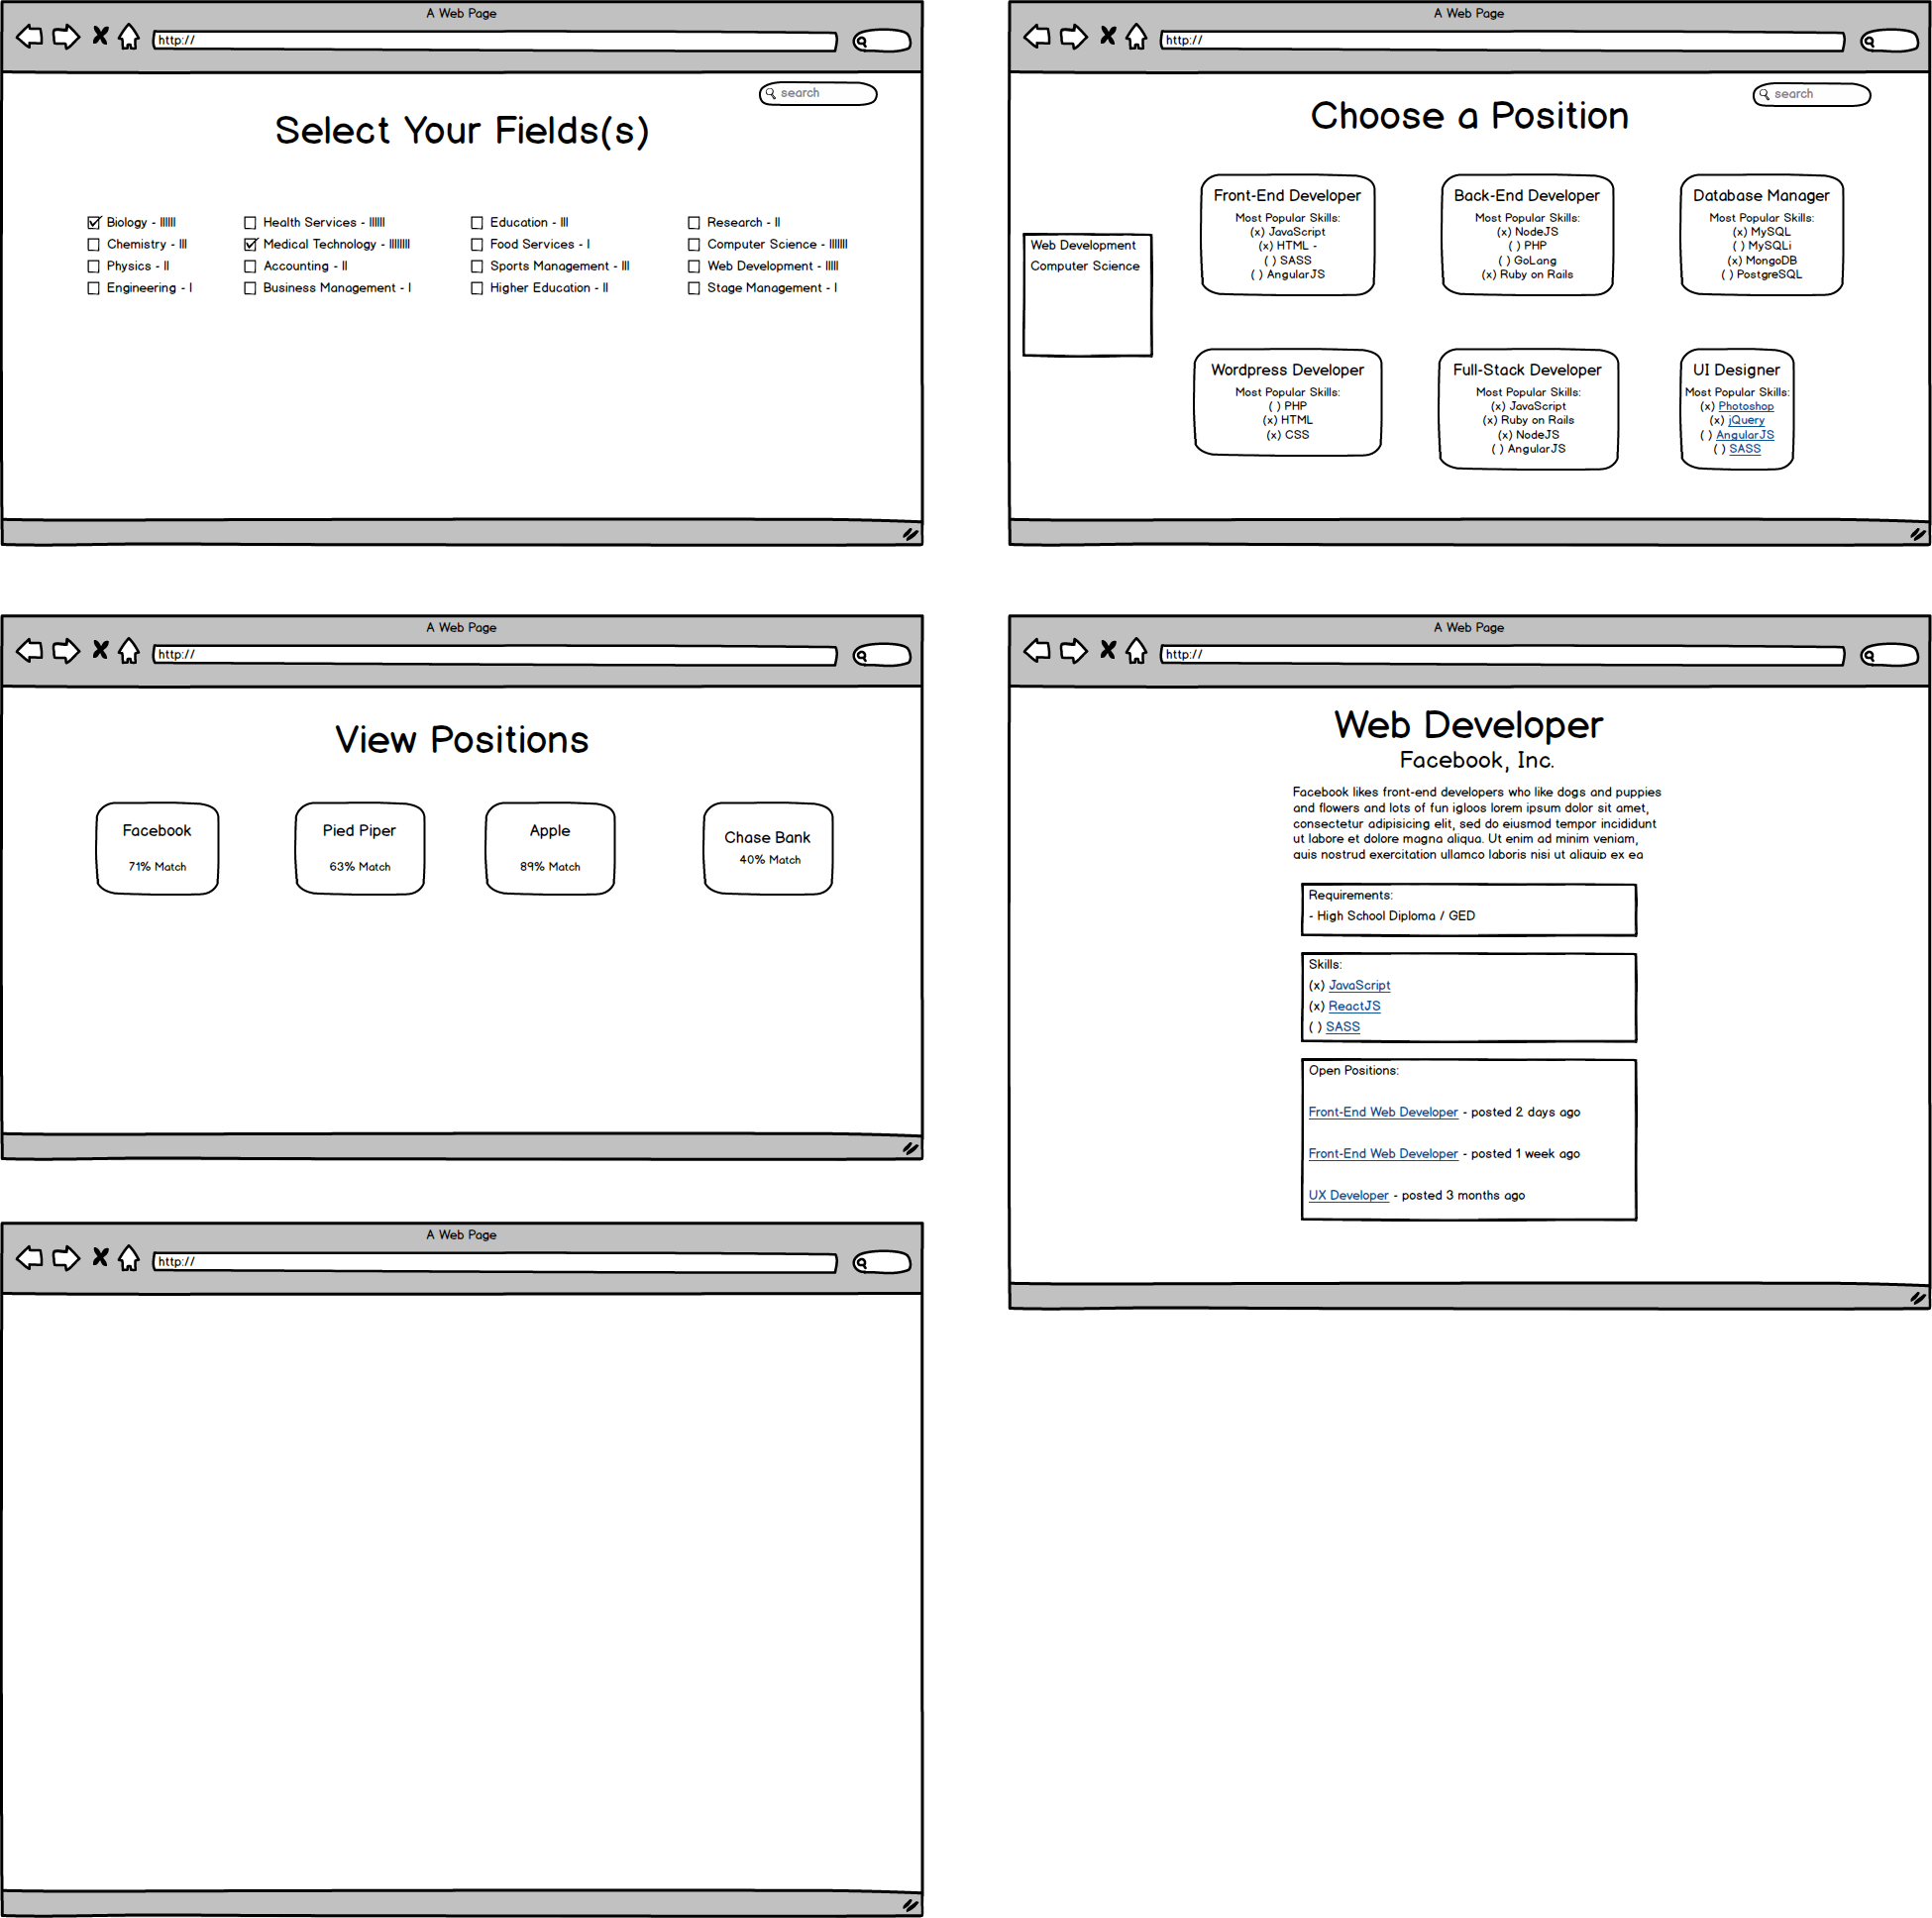 A Web Page
http://
search
Select Your Fields(s)
Biology - IIIIII
Chemistry - III
Physics - II
Engineering - I
Health Services - IIIIII
Medical Technology - IIIIIIII
Accounting - II
Business Management - I
Education - III
Food Services - I
Sports Management - III
Higher Education - II
Research - II
Computer Science - IIIIIII
Web Development - IIIII
Stage Management - I
A Web Page
http://
search
Choose a Position
Web Development
Computer Science
Front-End Developer
Most Popular Skills:
(x) JavaScript
(x) HTML -
( ) SASS
( ) AngularJS
Back-End Developer
Most Popular Skills:
(x) NodeJS
( ) PHP
( ) GoLang
(x) Ruby on Rails
Database Manager
Most Popular Skills:
(x) MySQL
( ) MySQLi
(x) MongoDB
( ) PostgreSQL
Wordpress Developer
Most Popular Skills:
( ) PHP
(x) HTML
(x) CSS
Full-Stack Developer
Most Popular Skills:
(x) JavaScript
(x) Ruby on Rails
(x) NodeJS
( ) AngularJS
UI Designer
Most Popular Skills:
(x) Photoshop
(x) jQuery
( ) AngularJS
( ) SASS
A Web Page
http://
View Positions
Facebook
71% Match
Pied Piper
63% Match
Apple
89% Match
Chase Bank
40% Match
A Web Page
http://
Web Developer
Facebook, Inc.
Facebook likes front-end developers who like dogs and puppies
and flowers and lots of fun igloos lorem ipsum dolor sit amet,
consectetur adipisicing elit, sed do eiusmod tempor incididunt
ut labore et dolore magna aliqua. Ut enim ad minim veniam,
quis nostrud exercitation ullamco laboris nisi ut aliquip ex ea
Requirements:
- High School Diploma / GED
Skills:
(x) JavaScript
(x) ReactJS
( ) SASS
Open Positions:
Front-End Web Developer - posted 2 days ago
Front-End Web Developer - posted 1 week ago
UX Developer - posted 3 months ago
A Web Page
http://